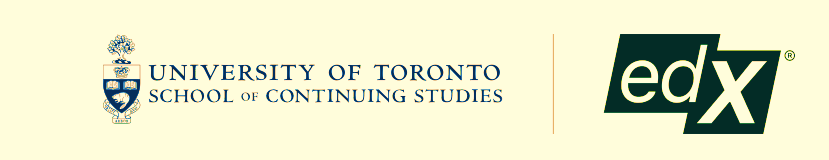 UNIVERSITY OF TORONTO
SCHOOL OF CONTINUING STUDIES
edX®